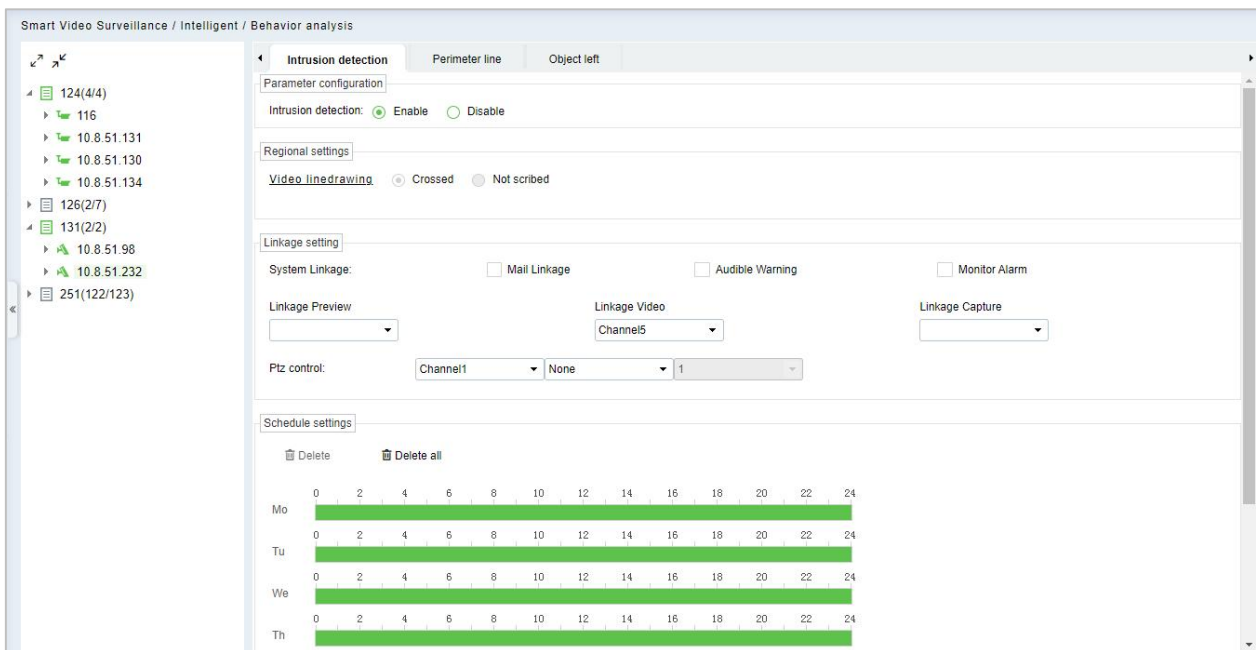 Smart Video Surveillance / Intelligent / Behavior analysis
124(4/4)
116
10.8.51.131
10.8.51.130
10.8.51.134
126(2/7)
131(2/2)
10.8.51.98
10.8.51.232
251(122/123)
Intrusion detection Perimeter line Object left
Parameter configuration
Intrusion detection: Enable Disable
Regional settings
Video linedrawing Crossed Not scribed
Linkage setting
System Linkage: Mail Linkage Audible Warning Monitor Alarm
Linkage Preview Linkage Video Linkage Capture
Channel5
Ptz control: Channel1 None 1
Schedule settings
Delete Delete all
0 2 4 6 8 10 12 14 16 18 20 22 24
Mo
0 2 4 6 8 10 12 14 16 18 20 22 24
Tu
0 2 4 6 8 10 12 14 16 18 20 22 24
We
0 2 4 6 8 10 12 14 16 18 20 22 24
Th